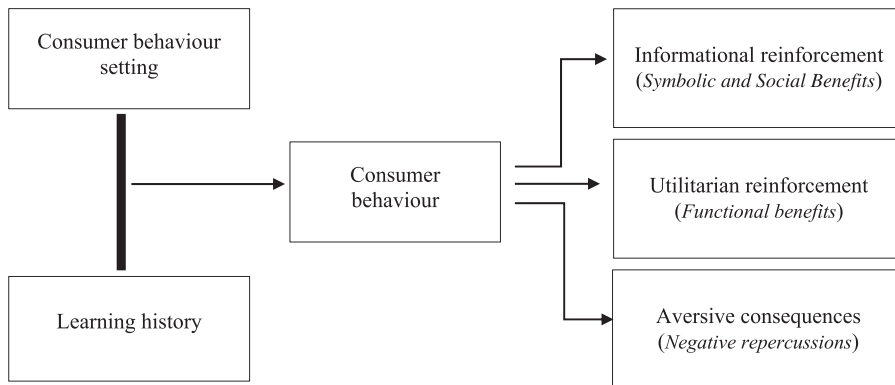 Consumer behaviour
setting
Learning history
Consumer
behaviour
Informational reinforcement
(Symbolic and Social Benefits)
Utilitarian reinforcement
(Functional benefits)
Aversive consequences
(Negative repercussions)